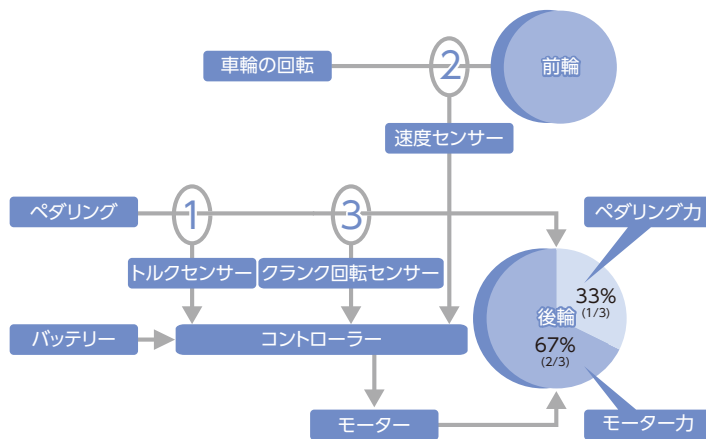 車輪の回転
2
前輪
速度センサー
ペダリング
1
3
ペダリング力
トルクセンサー
クランク回転センサー
33%
(1/3)
後輪
67%
(2/3)
バッテリー
コントローラー
モーター
モーター力